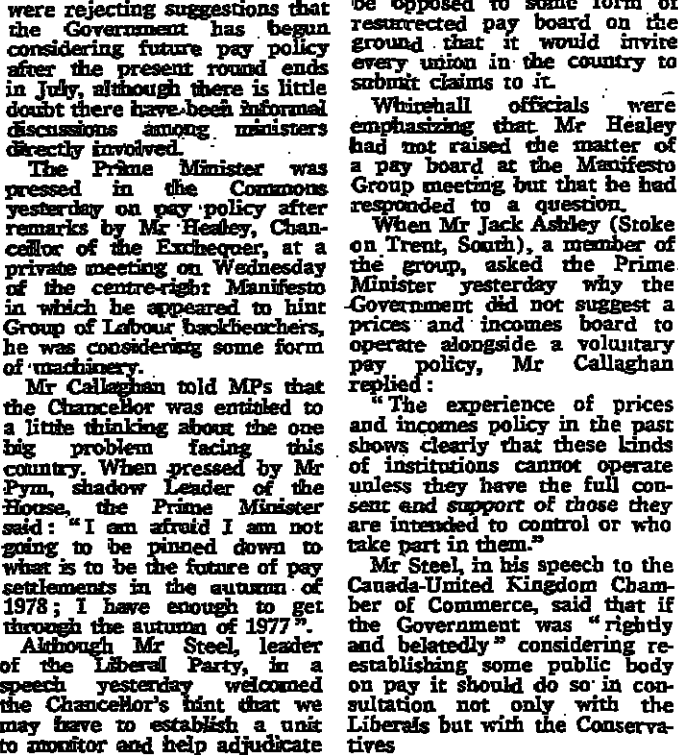 were rejecting suggestions that
the Government has begun
considering future pay policy
after the present round ends
in July, although there is little
doubt there have been informal
discussions among ministers
directly involved.
The Prime Minister was
pressed in the Commons
yesterday on pay policy after
remarks by Mr Healey, Chan-
cellor of the Exchequer, at a
private meeting on Wednesday
of the centre-right Manifesto
in which he appeared to hint
Group of Labour backbenchers,
he was considering some form
of machinery.
Mr Callaghan told MPs that
the Chancellor was entitled to
a little thinking about the one
big problem facing this
country. When pressed by Mr
Pym, shadow Leader of the
House, the Prime Minister
said: "I am afraid I am not
going to be pinned down to
what is to be the future of pay
settlements in the autumn of
1978; I have enough to get
through the autumn of 1977".
Although Mr Steel, leader
of the Liberal Party, in a
speech yesterday welcomed
the Chancellor's hint that we
may have to establish a unit
to monitor and help adjudicate
be opposed to some form of
resurrected pay board on the
ground that it would invite
every union in the country to
submit claims to it.
Whitehall officials were
emphasizing that Mr Healey
had not raised the matter of
a pay board at the Manifesto
Group meeting but that he had
responded to a question.
When Mr Jack Ashley (Stoke
on Trent, South), a member of
the group, asked the Prime
Minister yesterday why the
Government did not suggest a
prices and incomes board to
operate alongside a voluntary
pay policy, Mr Callaghan
replied:
"The experience of prices
and incomes policy in the past
shows clearly that these kinds
of institutions cannot operate
unless they have the full con-
sent and support of those they
are intended to control or who
take part in them."
Mr Steel, in his speech to the
Canada-United Kingdom Cham-
ber of Commerce, said that if
the Government was "rightly
and belatedly" considering re-
establishing some public body
on pay it should do so in con-
sultation not only with the
Liberals but with the Conserva-
tives